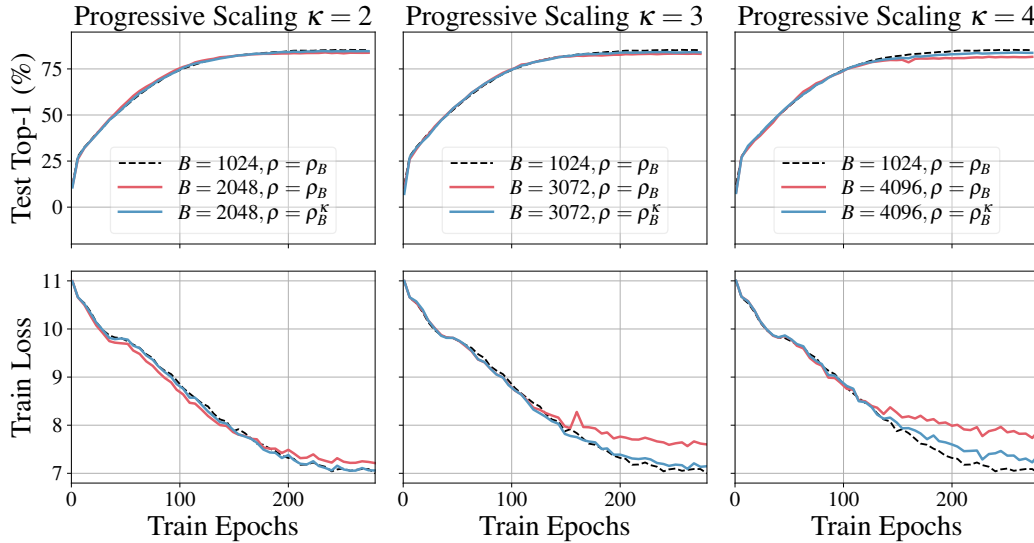 Progressive Scaling κ = 2
Progressive Scaling κ = 3
Progressive Scaling κ = 4
Test Top-1 (%)
75
50
25
0
B = 1024, ρ = ρ_B
B = 2048, ρ = ρ_B
B = 2048, ρ = ρ_B^κ
B = 1024, ρ = ρ_B
B = 3072, ρ = ρ_B
B = 3072, ρ = ρ_B^κ
B = 1024, ρ = ρ_B
B = 4096, ρ = ρ_B
B = 4096, ρ = ρ_B^κ
Train Loss
11
10
9
8
7
0 100 200
0 100 200
0 100 200
Train Epochs
Train Epochs
Train Epochs